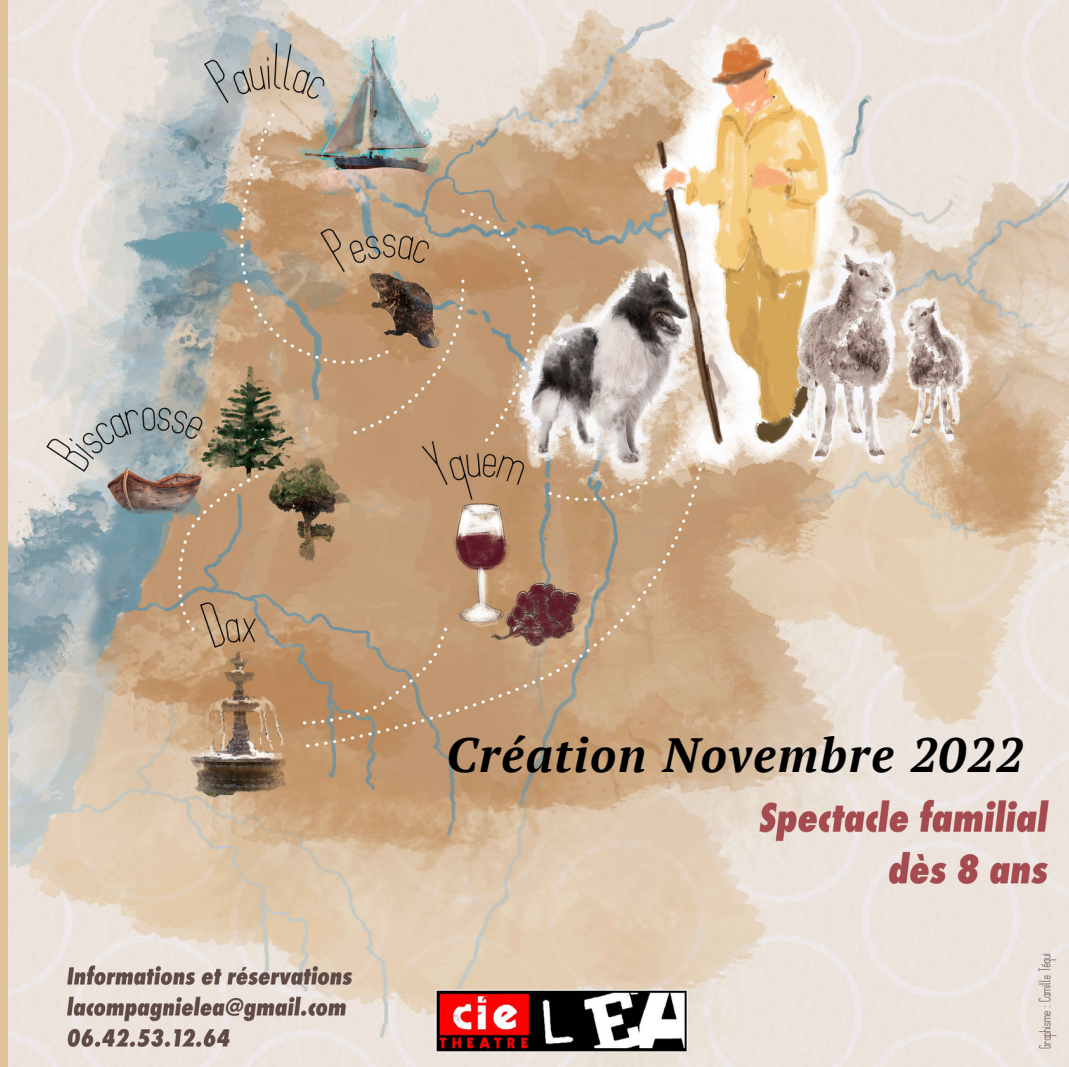 Pauillac
Pessac
Biscarosse
Yquem
Dax
Création Novembre 2022
Spectacle familial
dès 8 ans
Informations et réservations
lacompagnielea@gmail.com
06.42.53.12.64
cie
THEATRE
LEA
Graphisme : Camille Téqui